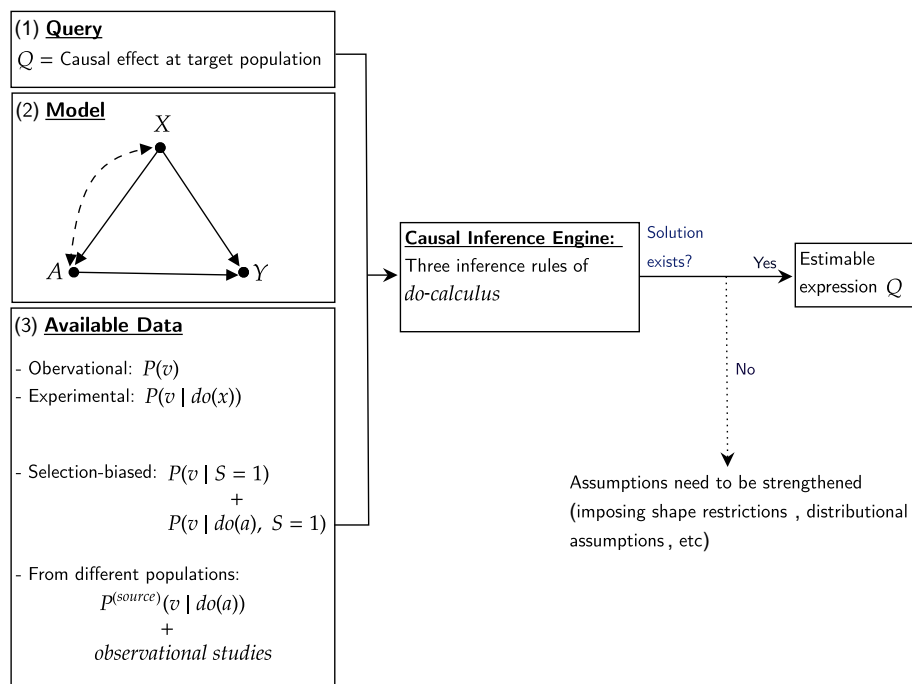 (1) Query
Q = Causal effect at target population
(2) Model
X
A
Y
(3) Available Data
- Obervational: P(v)
- Experimental: P(v | do(x))
- Selection-biased: P(v | S = 1)
+
P(v | do(a), S = 1)
- From different populations:
P^(source)(v | do(a))
+
observational studies
Causal Inference Engine:
Three inference rules of
do-calculus
Solution
exists?
Yes
No
Estimable
expression Q
Assumptions need to be strengthened
(imposing shape restrictions , distributional
assumptions , etc)